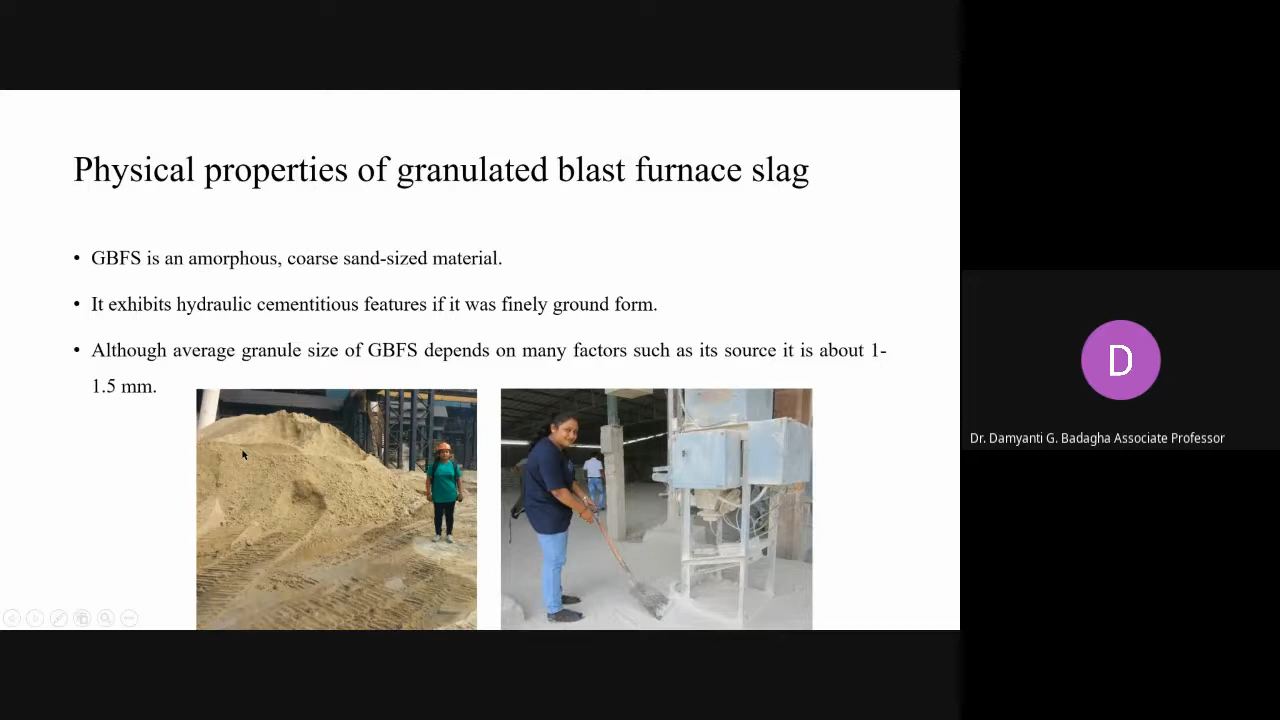 Physical properties of granulated blast furnace slag
• GBFS is an amorphous, coarse sand-sized material.
• It exhibits hydraulic cementitious features if it was finely ground form.
• Although average granule size of GBFS depends on many factors such as its source it is about 1-
1.5 mm.
D
Dr. Damyanti G. Badagha Associate Professor